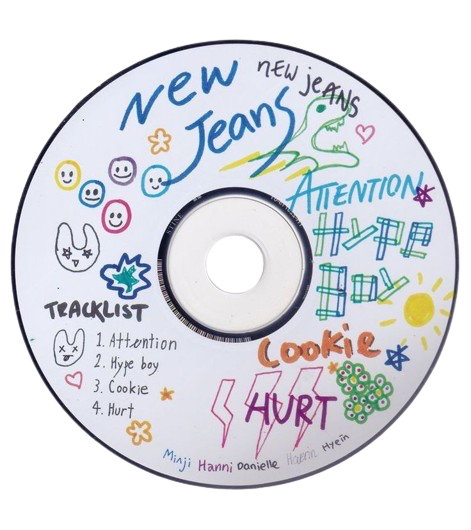 New
NEW jEANS
Jeans
ATTENTION
HYPE
BOY
TRACKLIST
1. Attention
2. Hype boy
3. Cookie
4. Hurt
COOKIE
HURT
Minji Hanni Danielle Haerin Hyein